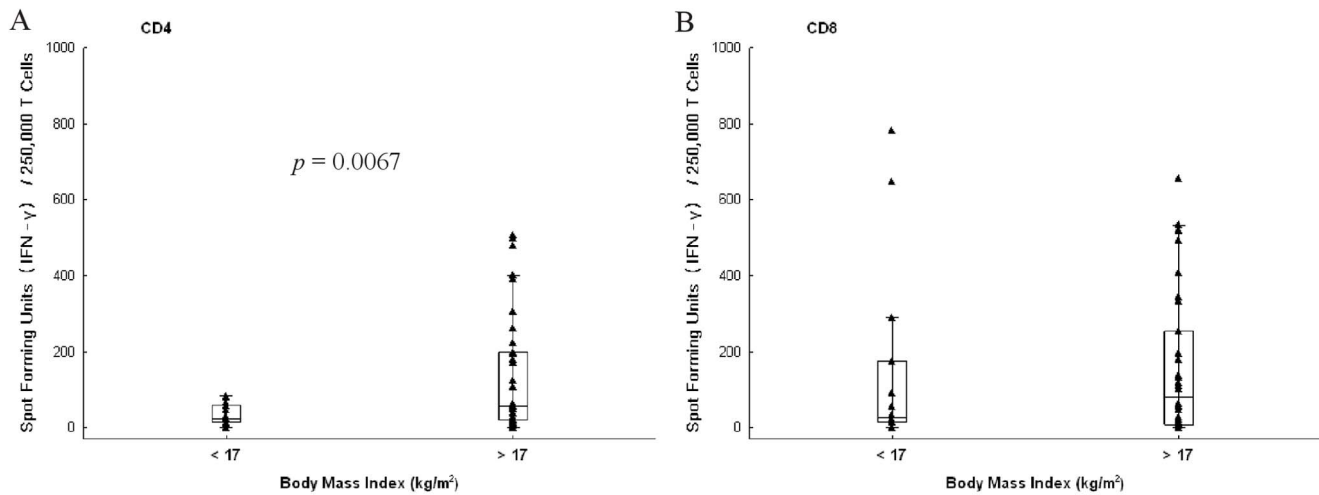 A
CD4
Spot Forming Units ( IFN - γ ) / 250,000 T Cells
1000
800
600
400
200
0
p = 0.0067
< 17
> 17
Body Mass Index (kg/m²)
B
CD8
Spot Forming Units ( IFN - γ ) / 250,000 T Cells
1000
800
600
400
200
0
< 17
> 17
Body Mass Index (kg/m²)